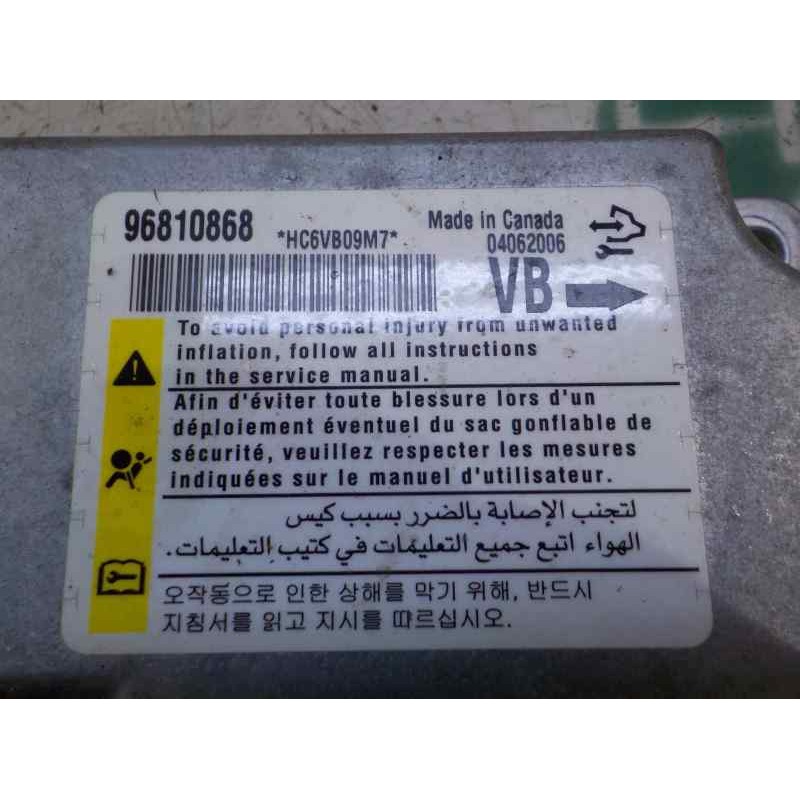 96810868 *HC6VB09M7* Made in Canada
04062006
VB
To avoid personal injury from unwanted
inflation, follow all instructions
in the service manual.
Afin d'éviter toute blessure lors d'un
déploiement éventuel du sac gonflable de
sécurité, veuillez respecter les mesures
indiquées sur le manuel d'utilisateur.
لتجنب الإصابة بالضرر بسبب كيس
الهواء اتبع جميع التعليمات في كتيب التعليمات.
오작동으로 인한 상해를 막기 위해, 반드시
지침서를 읽고 지시를 따르십시오.